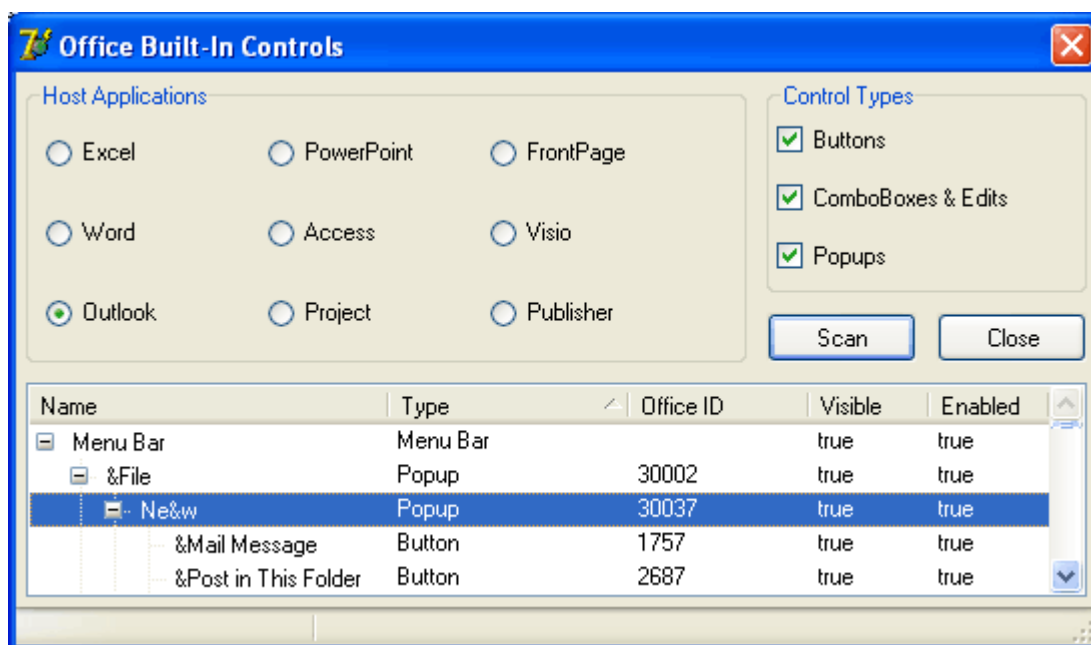 Office Built-In Controls
Host Applications
Control Types
Excel PowerPoint FrontPage
Buttons
Word Access Visio
ComboBoxes & Edits
Popups
Outlook Project Publisher
Scan Close
Name Type Office ID Visible Enabled
Menu Bar Menu Bar true true
&File Popup 30002 true true
Ne&w Popup 30037 true true
&Mail Message Button 1757 true true
&Post in This Folder Button 2687 true true